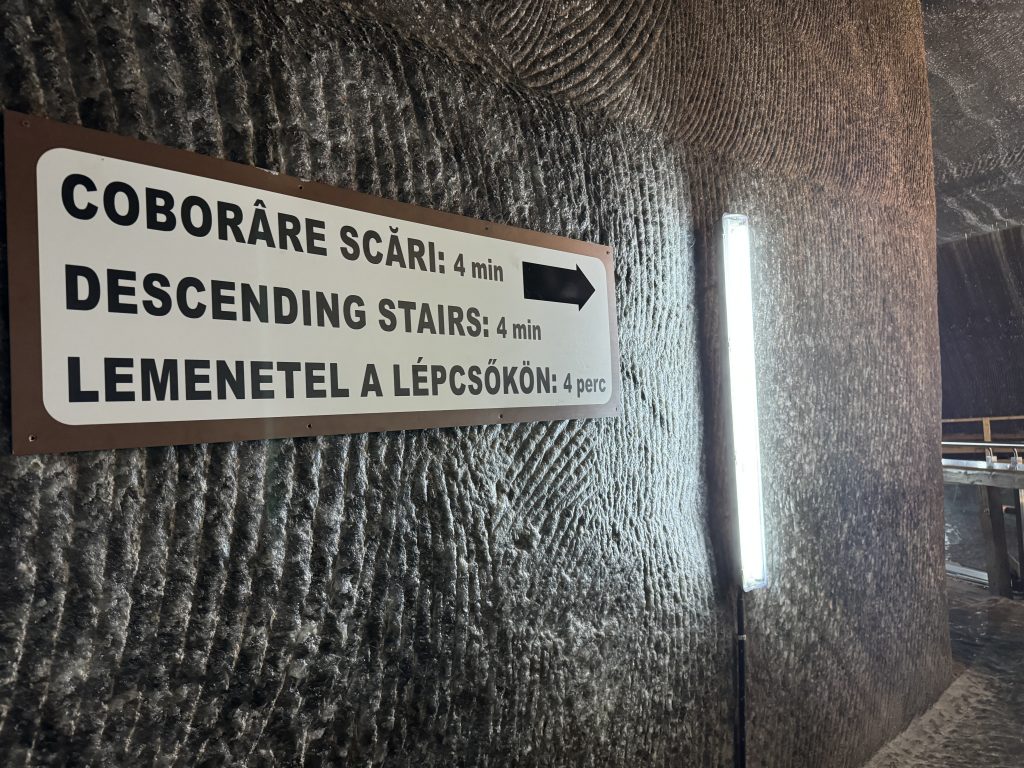 COBORÂRE SCĂRI: 4 min
DESCENDING STAIRS: 4 min
LEMENETEL A LÉPCSŐKÖN: 4 perc